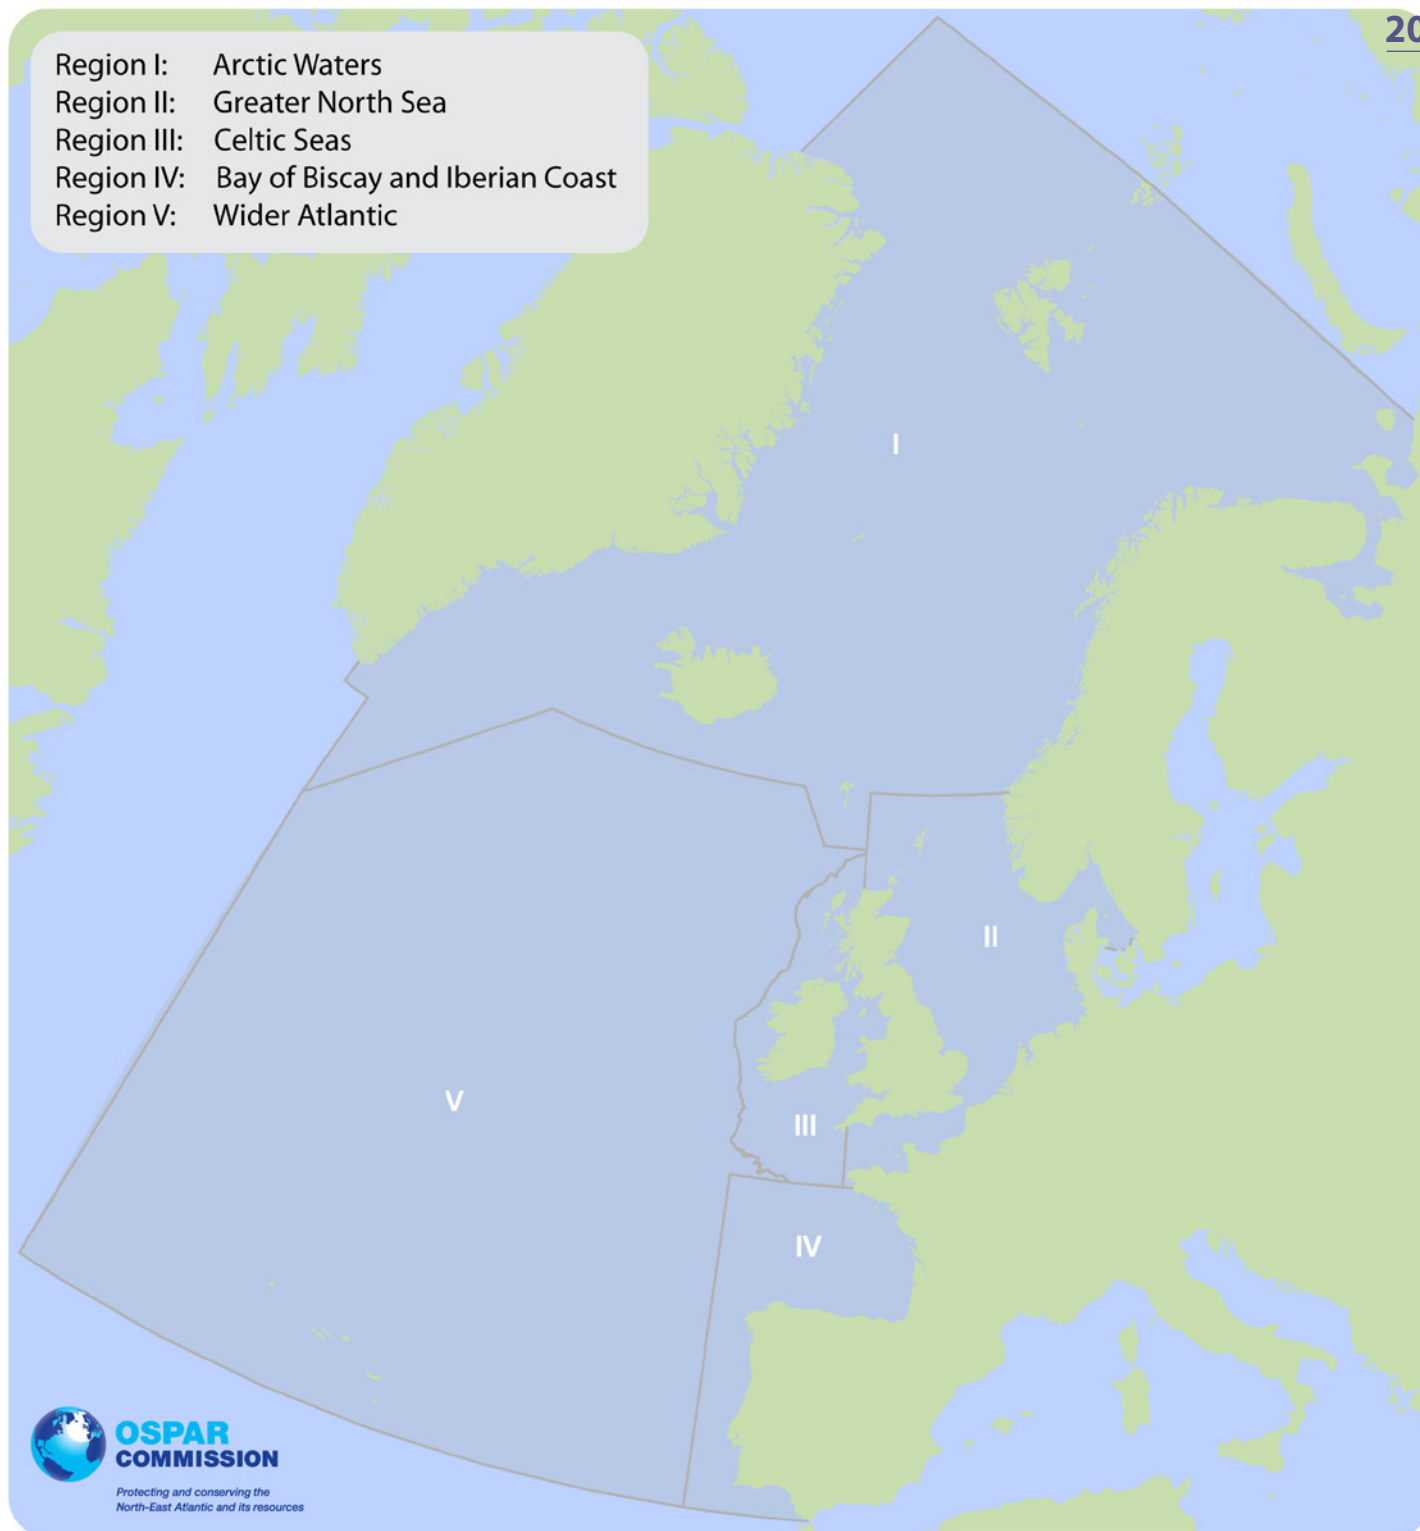 20
Region I: Arctic Waters
Region II: Greater North Sea
Region III: Celtic Seas
Region IV: Bay of Biscay and Iberian Coast
Region V: Wider Atlantic
I
II
V
III
IV
OSPAR
COMMISSION
Protecting and conserving the
North-East Atlantic and its resources